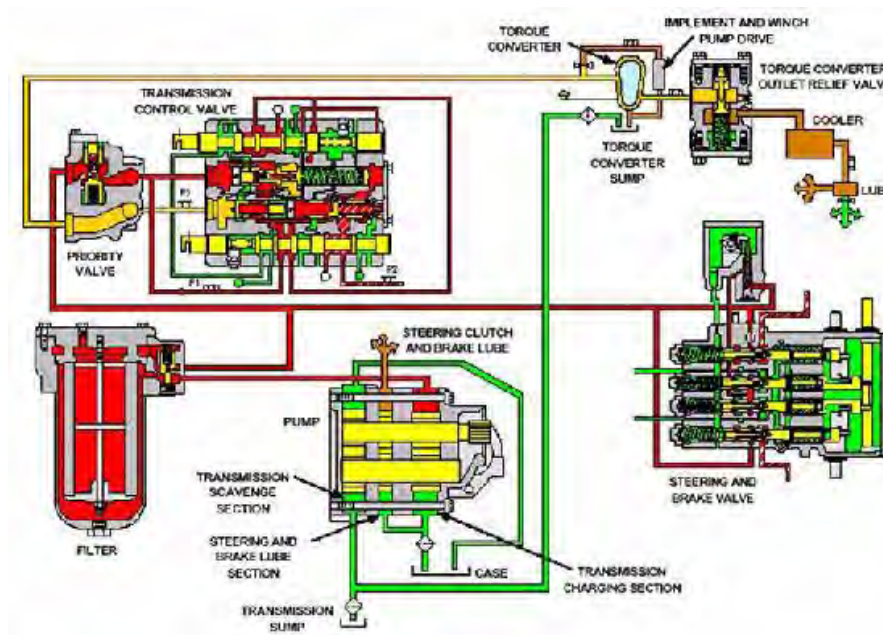 IMPLEMENT AND WINCH
PUMP DRIVE
TORQUE
CONVERTER
TORQUE CONVERTER
OUTLET RELIEF VALV
TRANSMISSION
CONTROL VALVE
COOLER
TORQUE
CONVERTER
SUMP
LUB
P3
PRIORITY
VALVE
P1
P2
STEERING CLUTCH
AND BRAKE LUBE
PUMP
TRANSMISSION
SCAVENGE
SECTION
STEERING AND
BRAKE VALVE
STEERING AND
BRAKE LUBE
SECTION
FILTER
CASE
TRANSMISSION
CHARGING SECTION
TRANSMISSION
SUMP